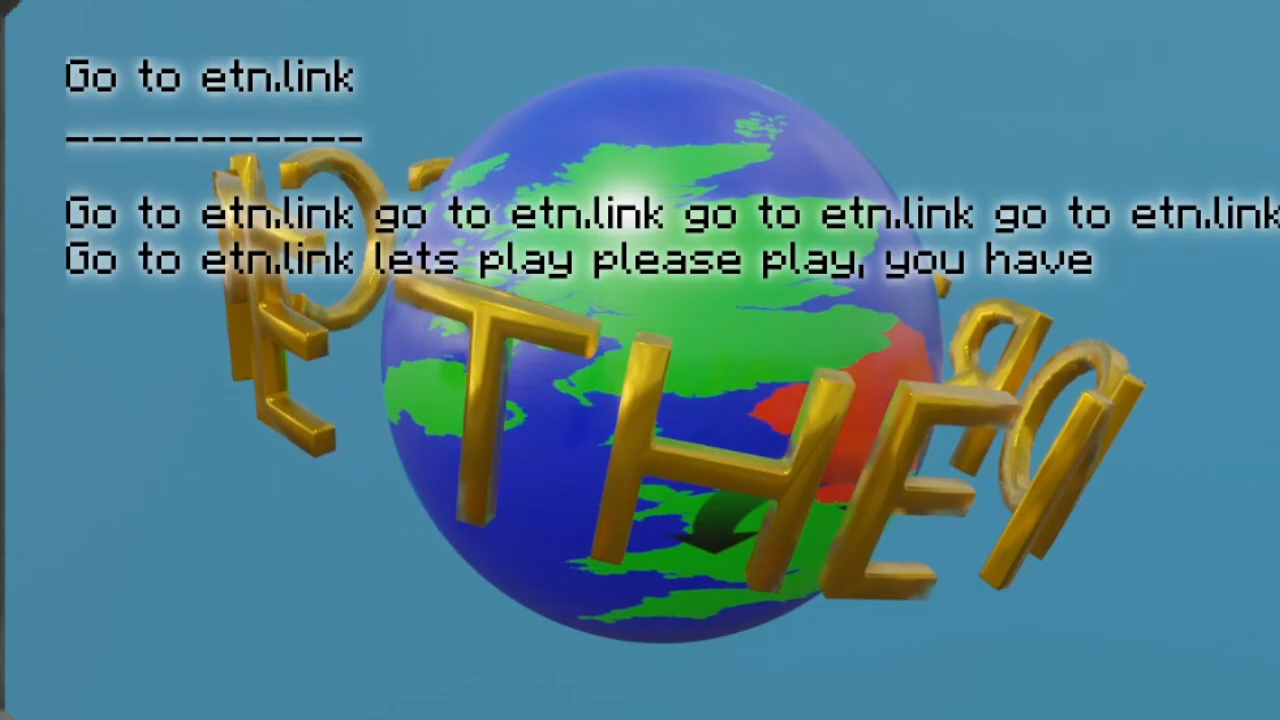 Go to etn.link
-----------
Go to etn.link go to etn.link go to etn.link go to etn.link
Go to etn.link lets play please play, you have
THE